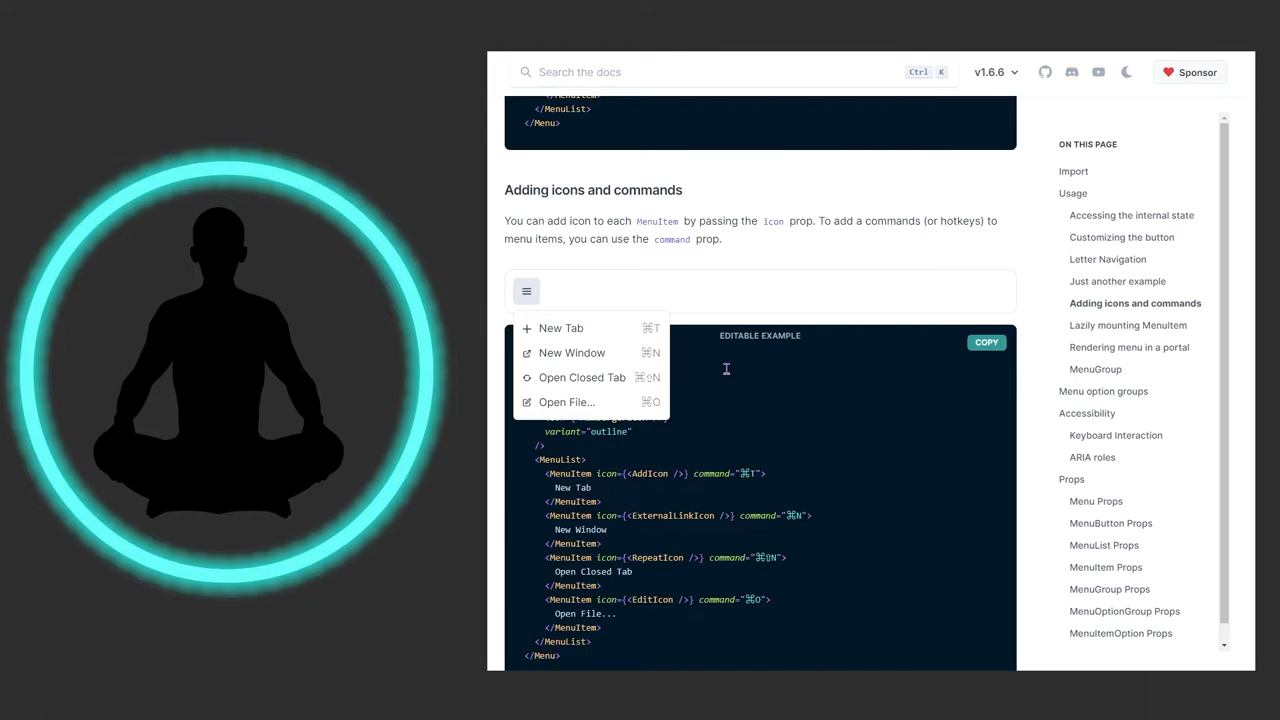 Search the docs
Ctrl K
v1.6.6
Sponsor
</MenuList>
</Menu>
Adding icons and commands
You can add icon to each MenuItem by passing the icon prop. To add a commands (or hotkeys) to
menu items, you can use the command prop.
New Tab ⌘T
New Window ⌘N
Open Closed Tab ⌘⇧N
Open File... ⌘O
EDITABLE EXAMPLE
COPY
variant="outline"
/>
<MenuList>
<MenuItem icon={<AddIcon />} command="⌘T">
New Tab
</MenuItem>
<MenuItem icon={<ExternalLinkIcon />} command="⌘N">
New Window
</MenuItem>
<MenuItem icon={<RepeatIcon />} command="⌘⇧N">
Open Closed Tab
</MenuItem>
<MenuItem icon={<EditIcon />} command="⌘O">
Open File...
</MenuItem>
</MenuList>
</Menu>
ON THIS PAGE
Import
Usage
Accessing the internal state
Customizing the button
Letter Navigation
Just another example
Adding icons and commands
Lazily mounting MenuItem
Rendering menu in a portal
MenuGroup
Menu option groups
Accessibility
Keyboard Interaction
ARIA roles
Props
Menu Props
MenuButton Props
MenuList Props
MenuItem Props
MenuGroup Props
MenuOptionGroup Props
MenuItemOption Props